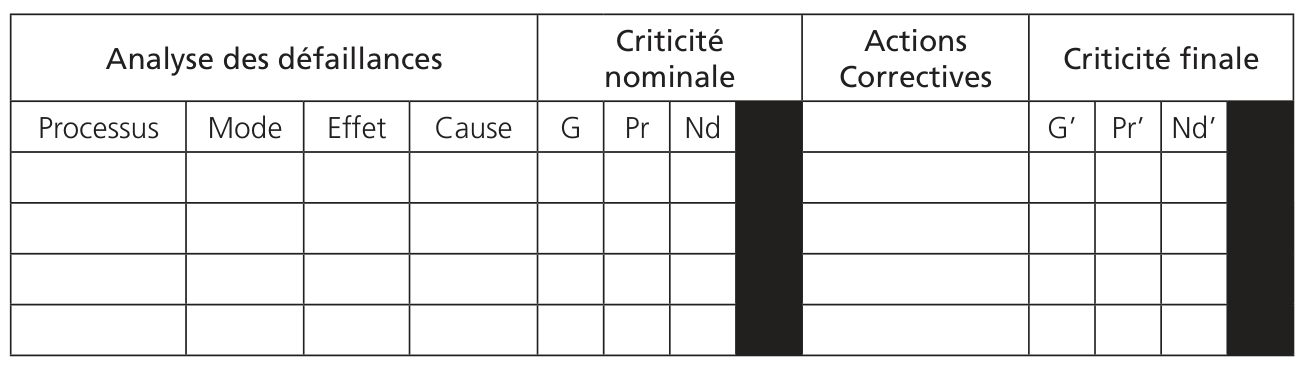 Analyse des défaillances
Criticité
nominale
Actions
Correctives
Criticité finale
Processus Mode Effet Cause G Pr Nd G’ Pr’ Nd’